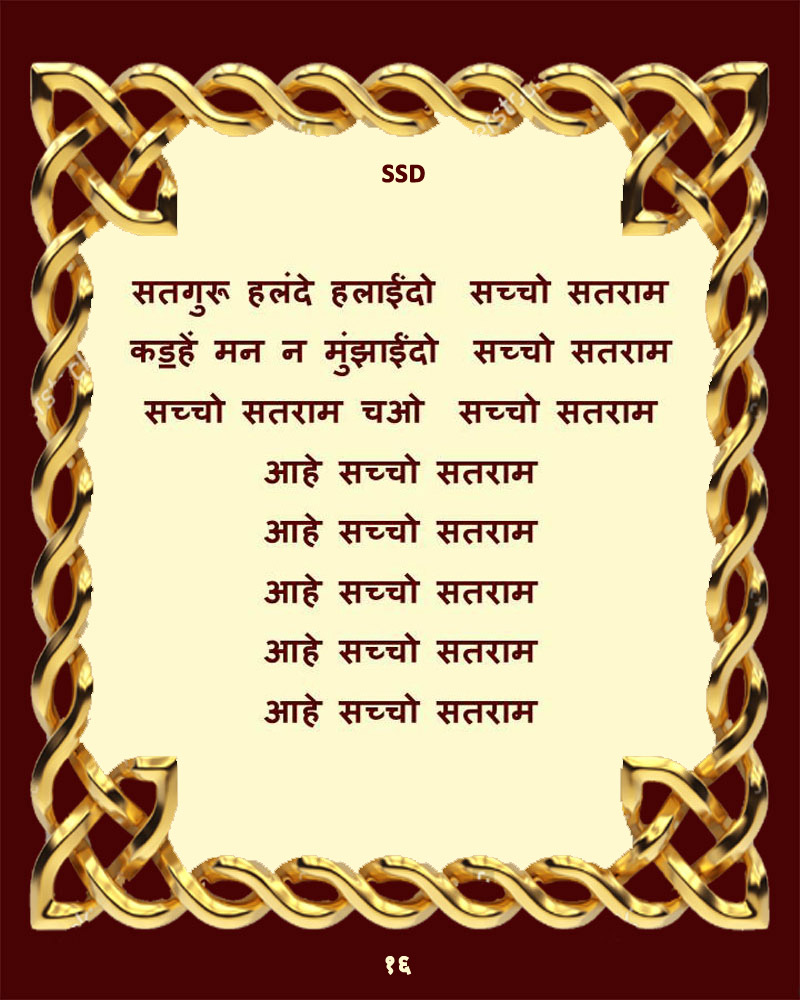 SSD
सतगुरू हलंदे हलाईंदो सच्चो सतराम
कड॒हें मन न मुंझाईंदो सच्चो सतराम
सच्चो सतराम चओ सच्चो सतराम
आहे सच्चो सतराम
आहे सच्चो सतराम
आहे सच्चो सतराम
आहे सच्चो सतराम
आहे सच्चो सतराम
१६